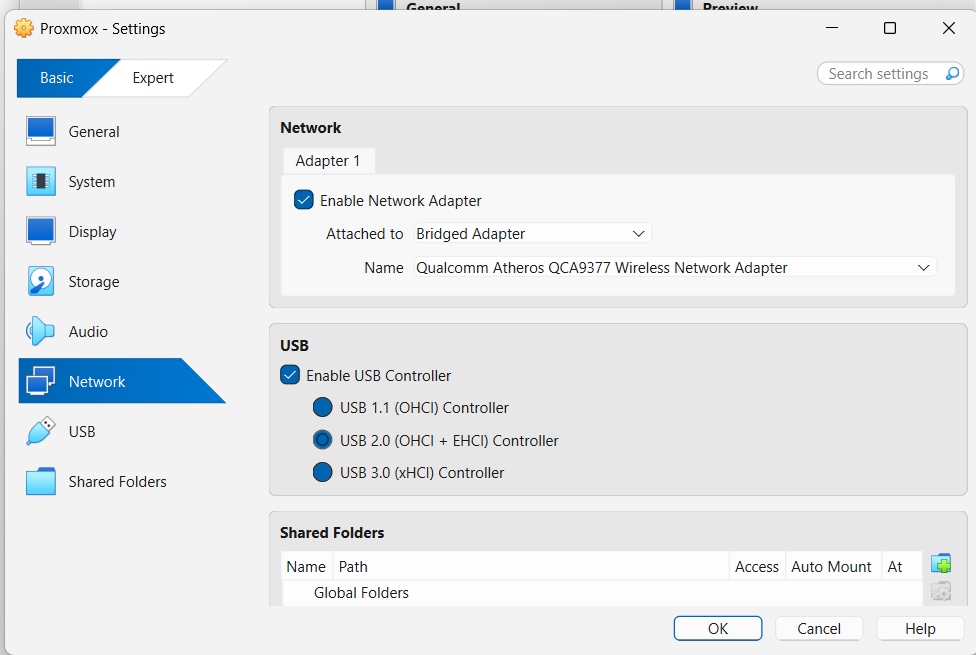 General
Preview
Proxmox - Settings
Basic
Expert
Search settings
General
System
Display
Storage
Audio
Network
USB
Shared Folders
Network
Adapter 1
Enable Network Adapter
Attached to Bridged Adapter
Name Qualcomm Atheros QCA9377 Wireless Network Adapter
USB
Enable USB Controller
USB 1.1 (OHCI) Controller
USB 2.0 (OHCI + EHCI) Controller
USB 3.0 (xHCI) Controller
Shared Folders
Name Path Access Auto Mount At
Global Folders
OK Cancel Help